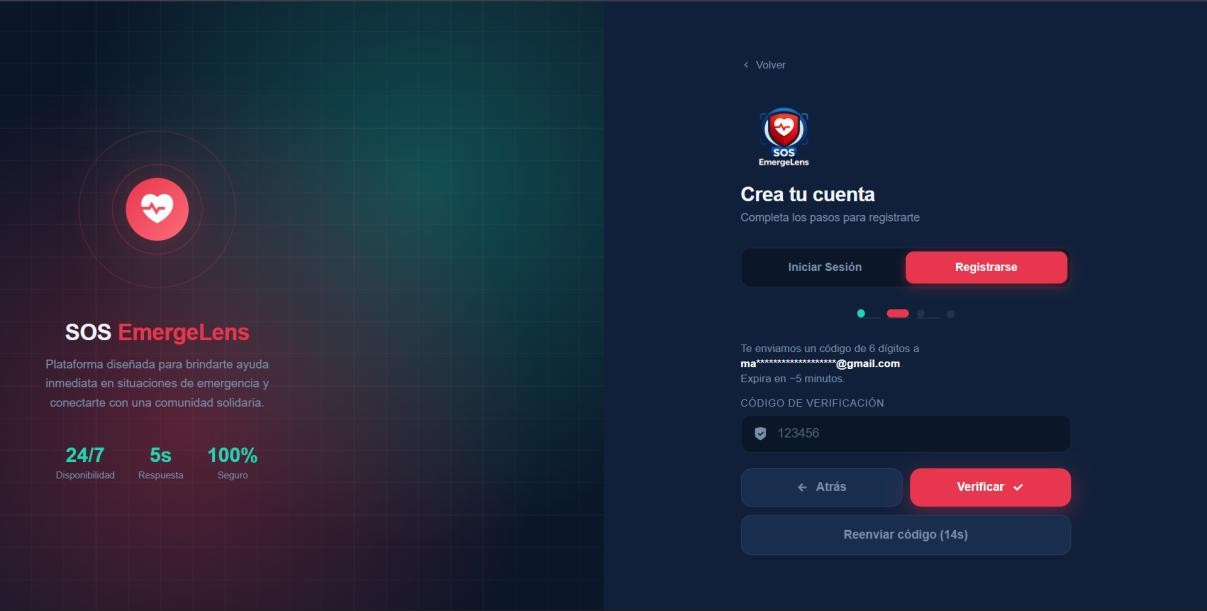 SOS EmergeLens
Plataforma diseñada para brindarte ayuda
inmediata en situaciones de emergencia y
conectarte con una comunidad solidaria.
24/7 5s 100%
Disponibilidad Respuesta Seguro
Volver
SOS
EmergeLens
Crea tu cuenta
Completa los pasos para registrarte
Iniciar Sesión Registrarse
Te enviamos un código de 6 dígitos a
ma*******************@gmail.com.
Expira en ~5 minutos.
CÓDIGO DE VERIFICACIÓN
123456
Atrás Verificar
Reenviar código (14s)